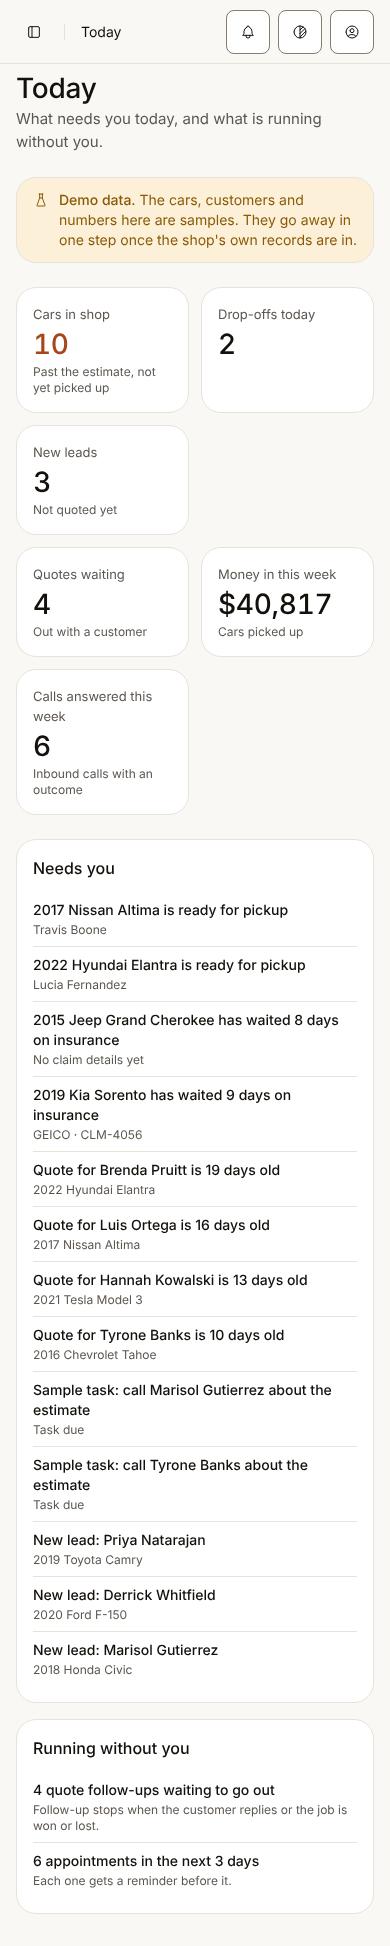 Today
Today
What needs you today, and what is running
without you.
Demo data. The cars, customers and
numbers here are samples. They go away in
one step once the shop's own records are in.
Cars in shop
10
Past the estimate, not
yet picked up
Drop-offs today
2
New leads
3
Not quoted yet
Quotes waiting
4
Out with a customer
Money in this week
$40,817
Cars picked up
Calls answered this
week
6
Inbound calls with an
outcome
Needs you
2017 Nissan Altima is ready for pickup
Travis Boone
2022 Hyundai Elantra is ready for pickup
Lucia Fernandez
2015 Jeep Grand Cherokee has waited 8 days
on insurance
No claim details yet
2019 Kia Sorento has waited 9 days on
insurance
GEICO · CLM-4056
Quote for Brenda Pruitt is 19 days old
2022 Hyundai Elantra
Quote for Luis Ortega is 16 days old
2017 Nissan Altima
Quote for Hannah Kowalski is 13 days old
2021 Tesla Model 3
Quote for Tyrone Banks is 10 days old
2016 Chevrolet Tahoe
Sample task: call Marisol Gutierrez about the
estimate
Task due
Sample task: call Tyrone Banks about the
estimate
Task due
New lead: Priya Natarajan
2019 Toyota Camry
New lead: Derrick Whitfield
2020 Ford F-150
New lead: Marisol Gutierrez
2018 Honda Civic
Running without you
4 quote follow-ups waiting to go out
Follow-up stops when the customer replies or the job is
won or lost.
6 appointments in the next 3 days
Each one gets a reminder before it.